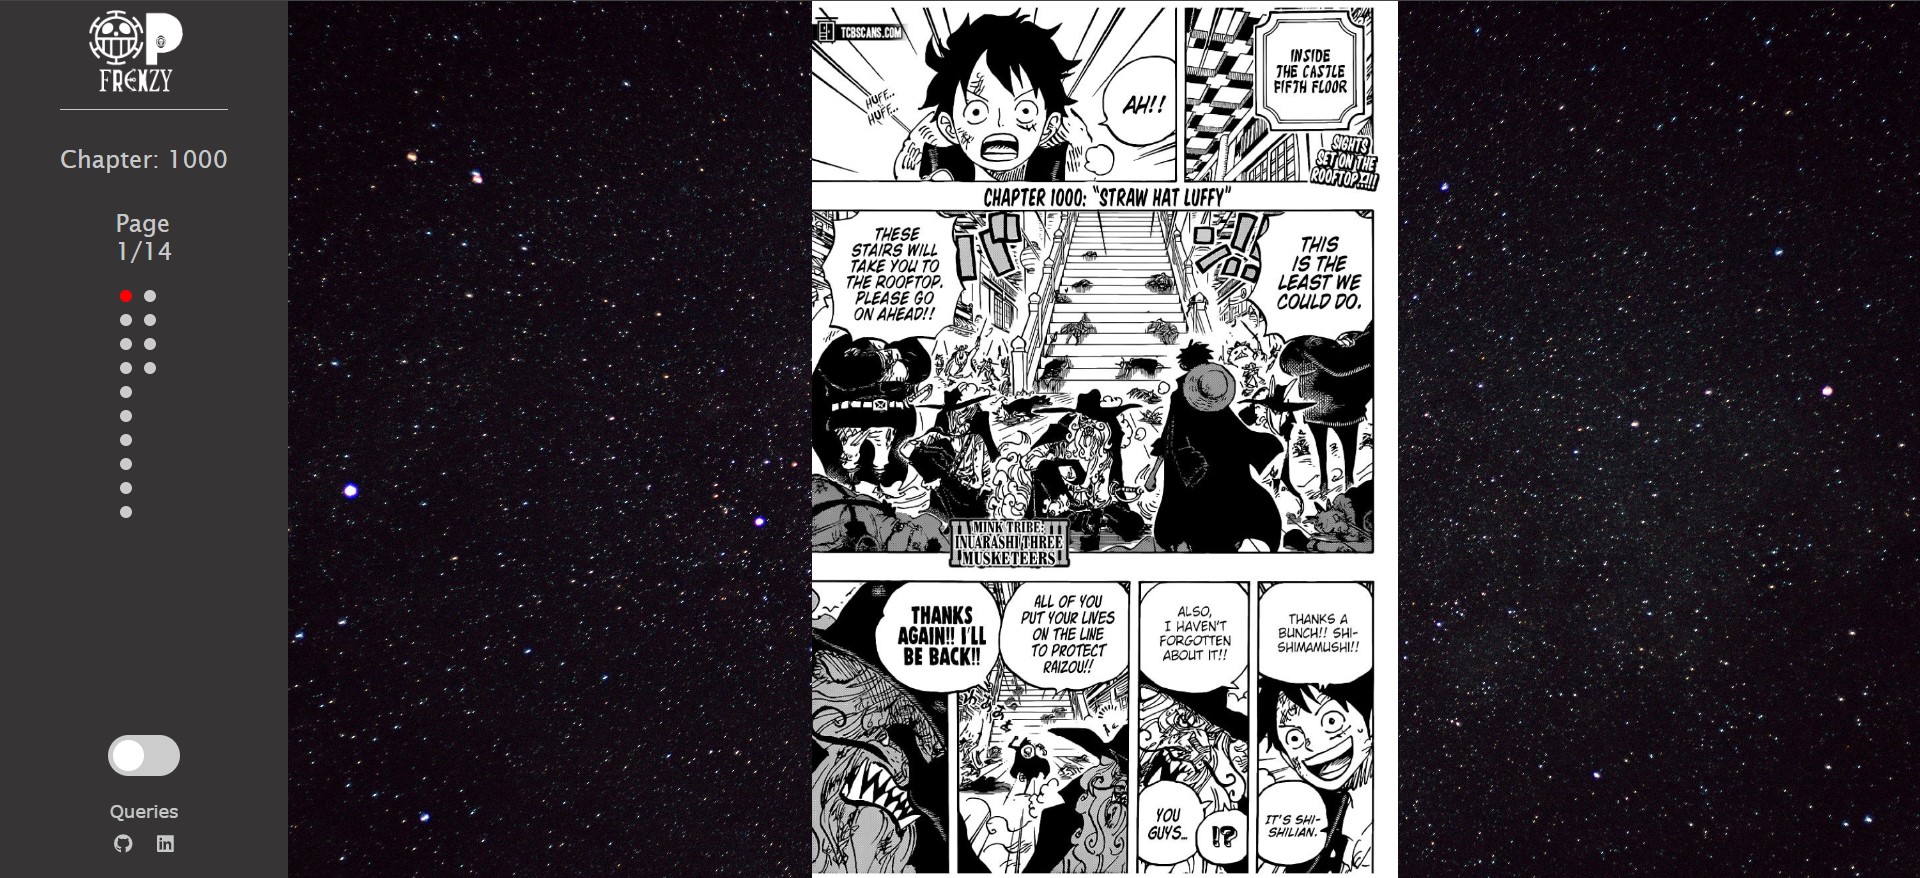 P
FRENZY
Chapter: 1000
Page
1/14
Queries
TCBSCANS.COM
HUFF...
HUFF...
AH!!
INSIDE
THE CASTLE
FIFTH FLOOR
SIGHTS
SET ON THE
ROOFTOP...!!!
CHAPTER 1000: "STRAW HAT LUFFY"
THESE
STAIRS WILL
TAKE YOU TO
THE ROOFTOP.
PLEASE GO
ON AHEAD!!
THIS
IS THE
LEAST WE
COULD DO.
MINK TRIBE:
INUARASHI THREE
MUSKETEERS
THANKS A
BUNCH!! SHI-
SHIMAMUSHI!!
IT'S SHI-
SHILIAN.
ALSO,
I HAVEN'T
FORGOTTEN
ABOUT IT!!
!?
YOU
GUYS...
ALL OF YOU
PUT YOUR LIVES
ON THE LINE
TO PROTECT
RAIZOU!!
THANKS
AGAIN!! I'LL
BE BACK!!